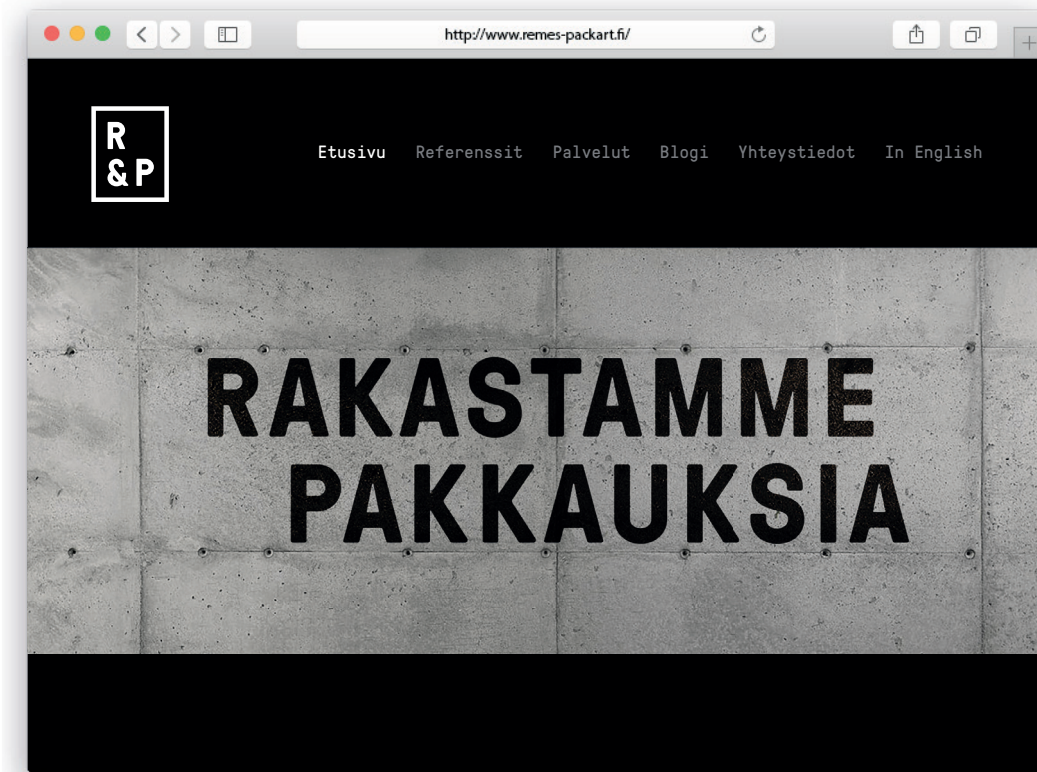 http://www.remes-packart.fi/
R
&P
Etusivu Referenssit Palvelut Blogi Yhteystiedot In English
RAKASTAMME
PAKKAUKSIA